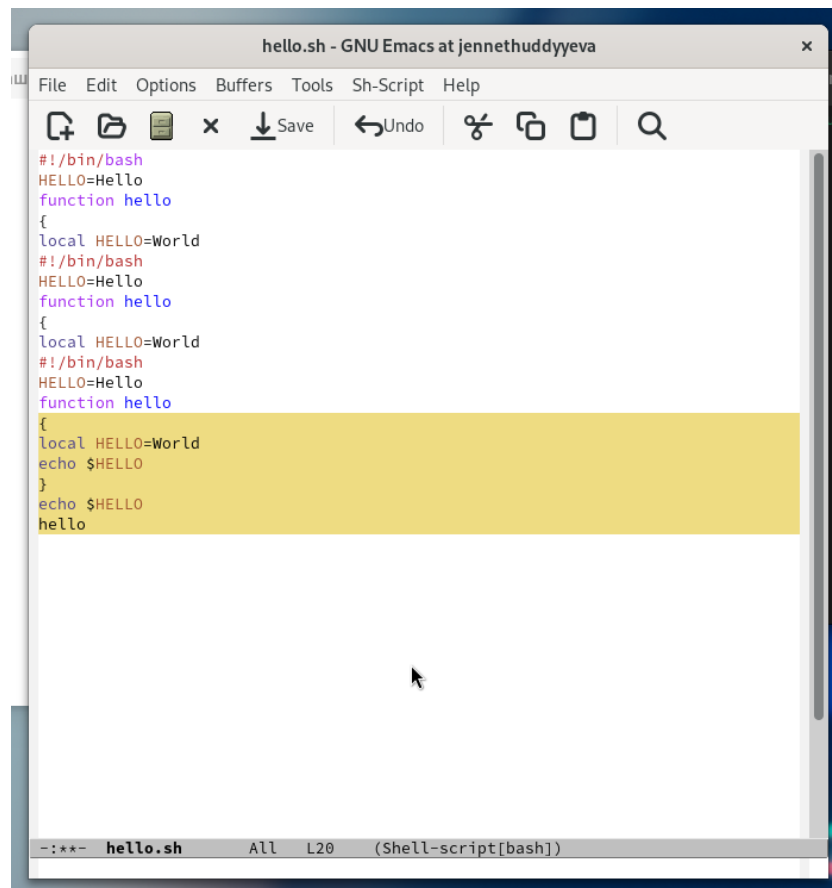 hello.sh - GNU Emacs at jennethuddyyeva
File Edit Options Buffers Tools Sh-Script Help
Save Undo
#!/bin/bash
HELLO=Hello
function hello
{
local HELLO=World
#!/bin/bash
HELLO=Hello
function hello
{
local HELLO=World
#!/bin/bash
HELLO=Hello
function hello
{
local HELLO=World
echo $HELLO
}
echo $HELLO
hello
-:**- hello.sh All L20 (Shell-script[bash])